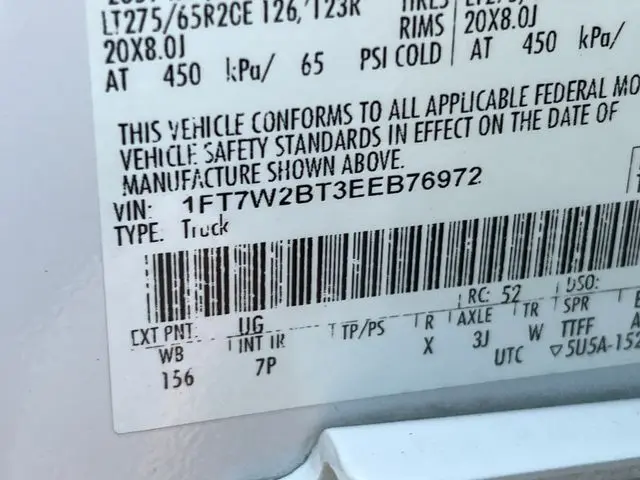 LT275/65R2CE 126, 123R
20X8.0J
AT 450 kPa/ 65 PSI COLD
RIMS 20X8.0J
AT 450 kPa/
THIS VEHICLE CONFORMS TO ALL APPLICABLE FEDERAL MO
VEHICLE SAFETY STANDARDS IN EFFECT ON THE DATE OF
MANUFACTURE SHOWN ABOVE.
VIN: 1FT7W2BT3EEB76972
TYPE: Truck
EXT PNT: UG RC: 52 DSO:
WB INT TR TP/PS R AXLE TR SPR
156 7P X 3J W TTFF
UTC ▽5U5A-152